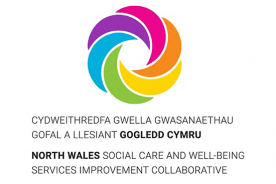 CYDWEITHREDFA GWELLA GWASANAETHAU
GOFAL A LLESIANT GOGLEDD CYMRU
NORTH WALES SOCIAL CARE AND WELL-BEING
SERVICES IMPROVEMENT COLLABORATIVE